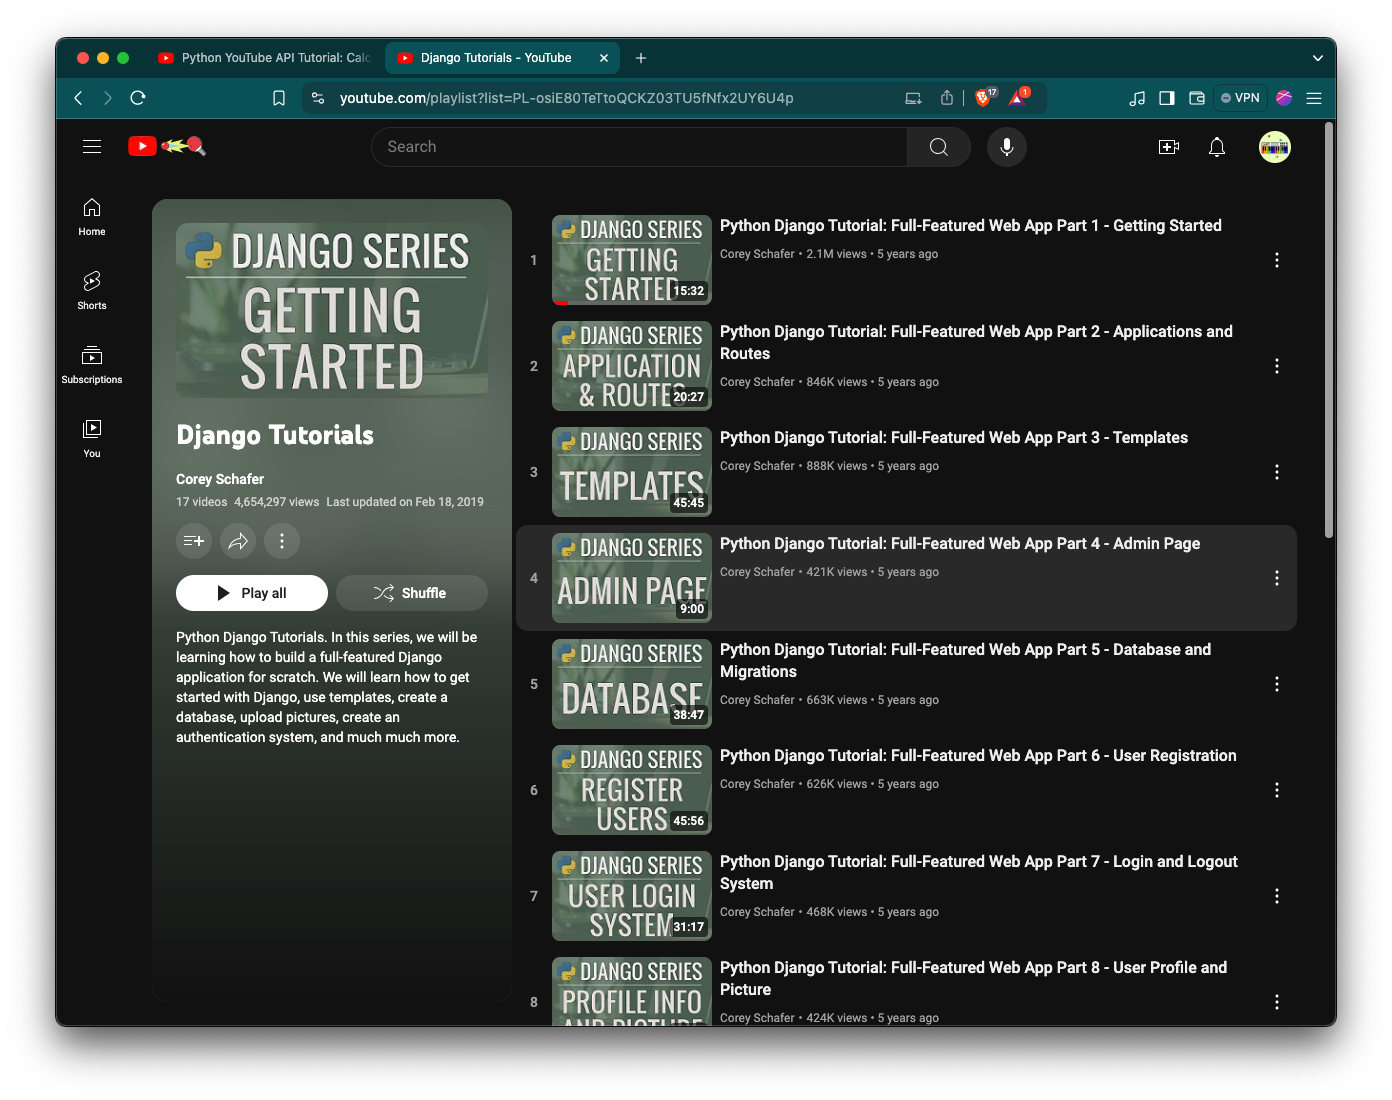 Python YouTube API Tutorial: Calc
Django Tutorials - YouTube
youtube.com/playlist?list=PL-osiE80TeTtoQCKZ03TU5fNfx2UY6U4p
17
1
VPN
Search
Home
Shorts
Subscriptions
You
DJANGO SERIES
GETTING
STARTED
Django Tutorials
Corey Schafer
17 videos 4,654,297 views Last updated on Feb 18, 2019
Play all
Shuffle
Python Django Tutorials. In this series, we will be
learning how to build a full-featured Django
application for scratch. We will learn how to get
started with Django, use templates, create a
database, upload pictures, create an
authentication system, and much much more.
1
DJANGO SERIES
GETTING
STARTED
15:32
Python Django Tutorial: Full-Featured Web App Part 1 - Getting Started
Corey Schafer • 2.1M views • 5 years ago
2
DJANGO SERIES
APPLICATION
& ROUTES
20:27
Python Django Tutorial: Full-Featured Web App Part 2 - Applications and
Routes
Corey Schafer • 846K views • 5 years ago
3
DJANGO SERIES
TEMPLATES
45:45
Python Django Tutorial: Full-Featured Web App Part 3 - Templates
Corey Schafer • 888K views • 5 years ago
4
DJANGO SERIES
ADMIN PAGE
9:00
Python Django Tutorial: Full-Featured Web App Part 4 - Admin Page
Corey Schafer • 421K views • 5 years ago
5
DJANGO SERIES
DATABASE
38:47
Python Django Tutorial: Full-Featured Web App Part 5 - Database and
Migrations
Corey Schafer • 663K views • 5 years ago
6
DJANGO SERIES
REGISTER
USERS
45:56
Python Django Tutorial: Full-Featured Web App Part 6 - User Registration
Corey Schafer • 626K views • 5 years ago
7
DJANGO SERIES
USER LOGIN
SYSTEM
31:17
Python Django Tutorial: Full-Featured Web App Part 7 - Login and Logout
System
Corey Schafer • 468K views • 5 years ago
8
DJANGO SERIES
PROFILE INFO
AND PICTURE
Python Django Tutorial: Full-Featured Web App Part 8 - User Profile and
Picture
Corey Schafer • 424K views • 5 years ago